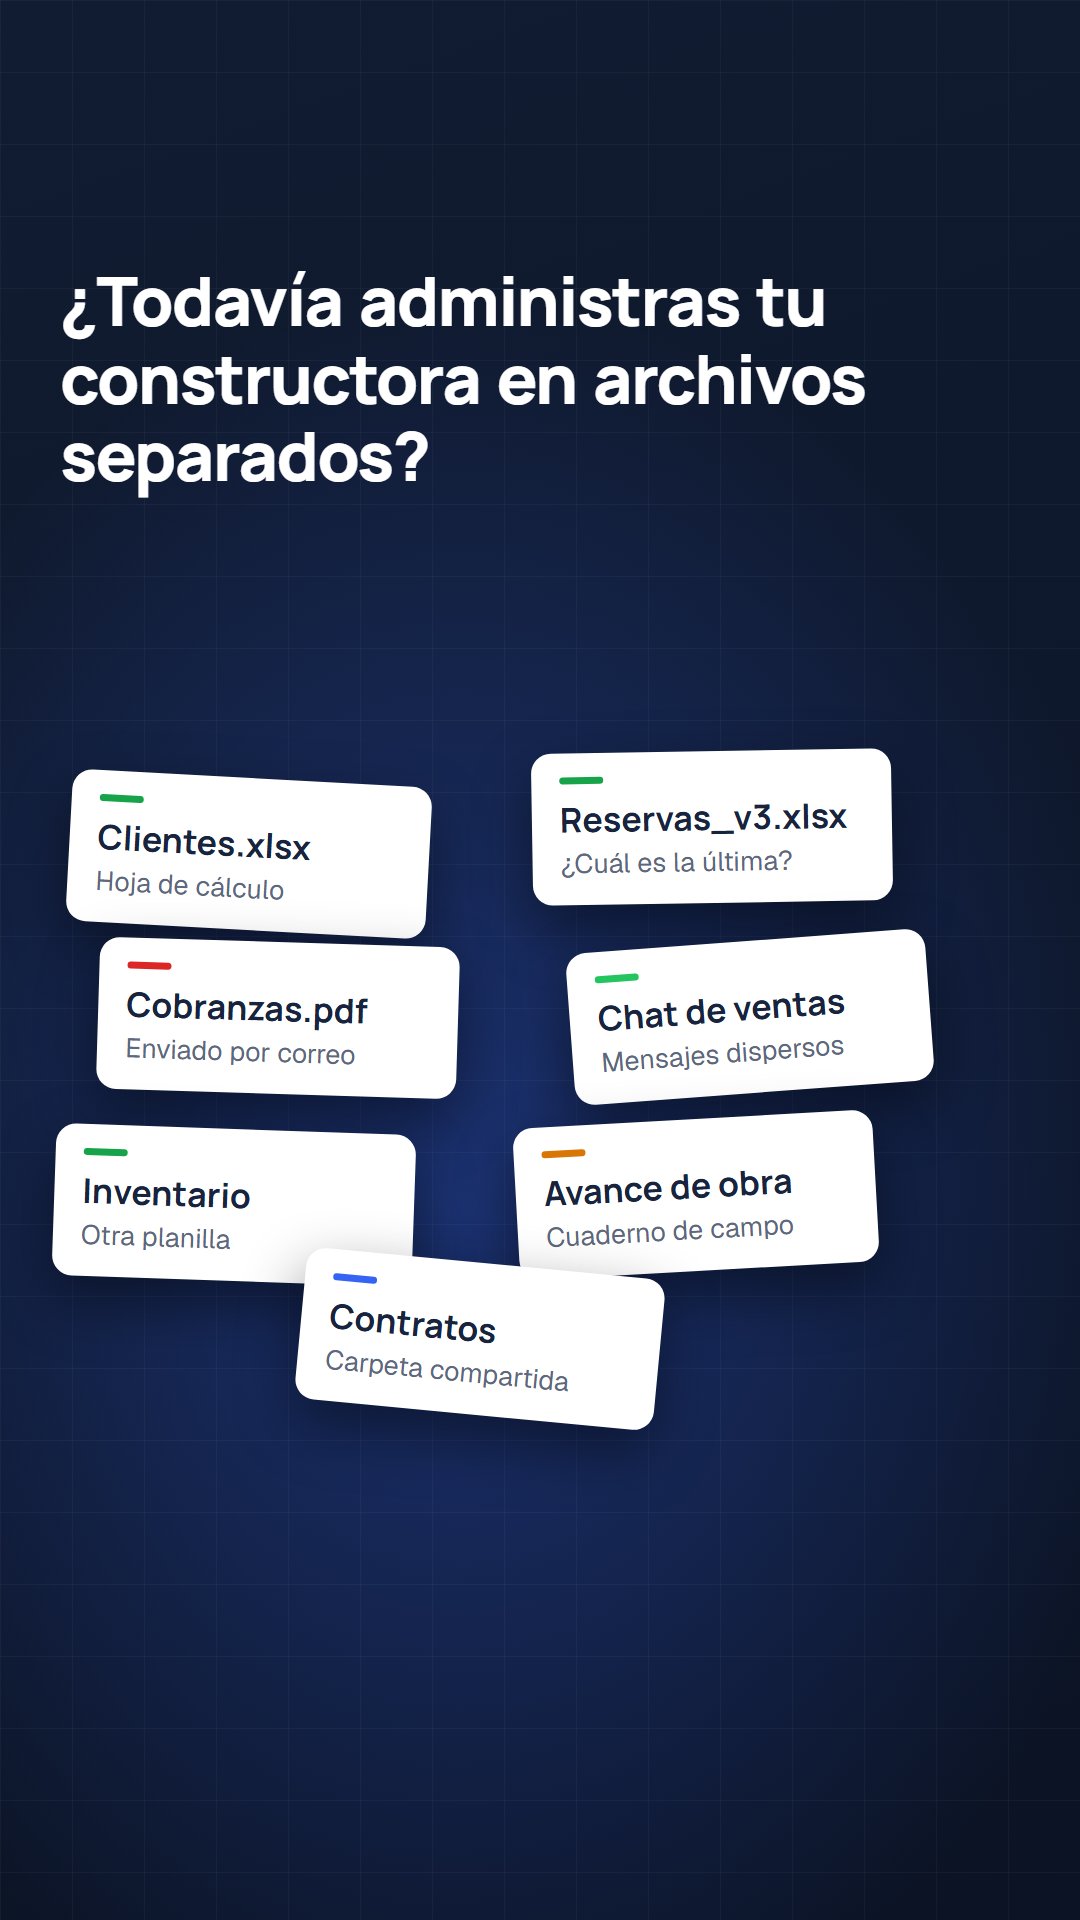 ¿Todavía administras tu
constructora en archivos
separados?
Clientes.xlsx
Hoja de cálculo
Reservas_v3.xlsx
¿Cuál es la última?
Cobranzas.pdf
Enviado por correo
Chat de ventas
Mensajes dispersos
Inventario
Otra planilla
Avance de obra
Cuaderno de campo
Contratos
Carpeta compartida